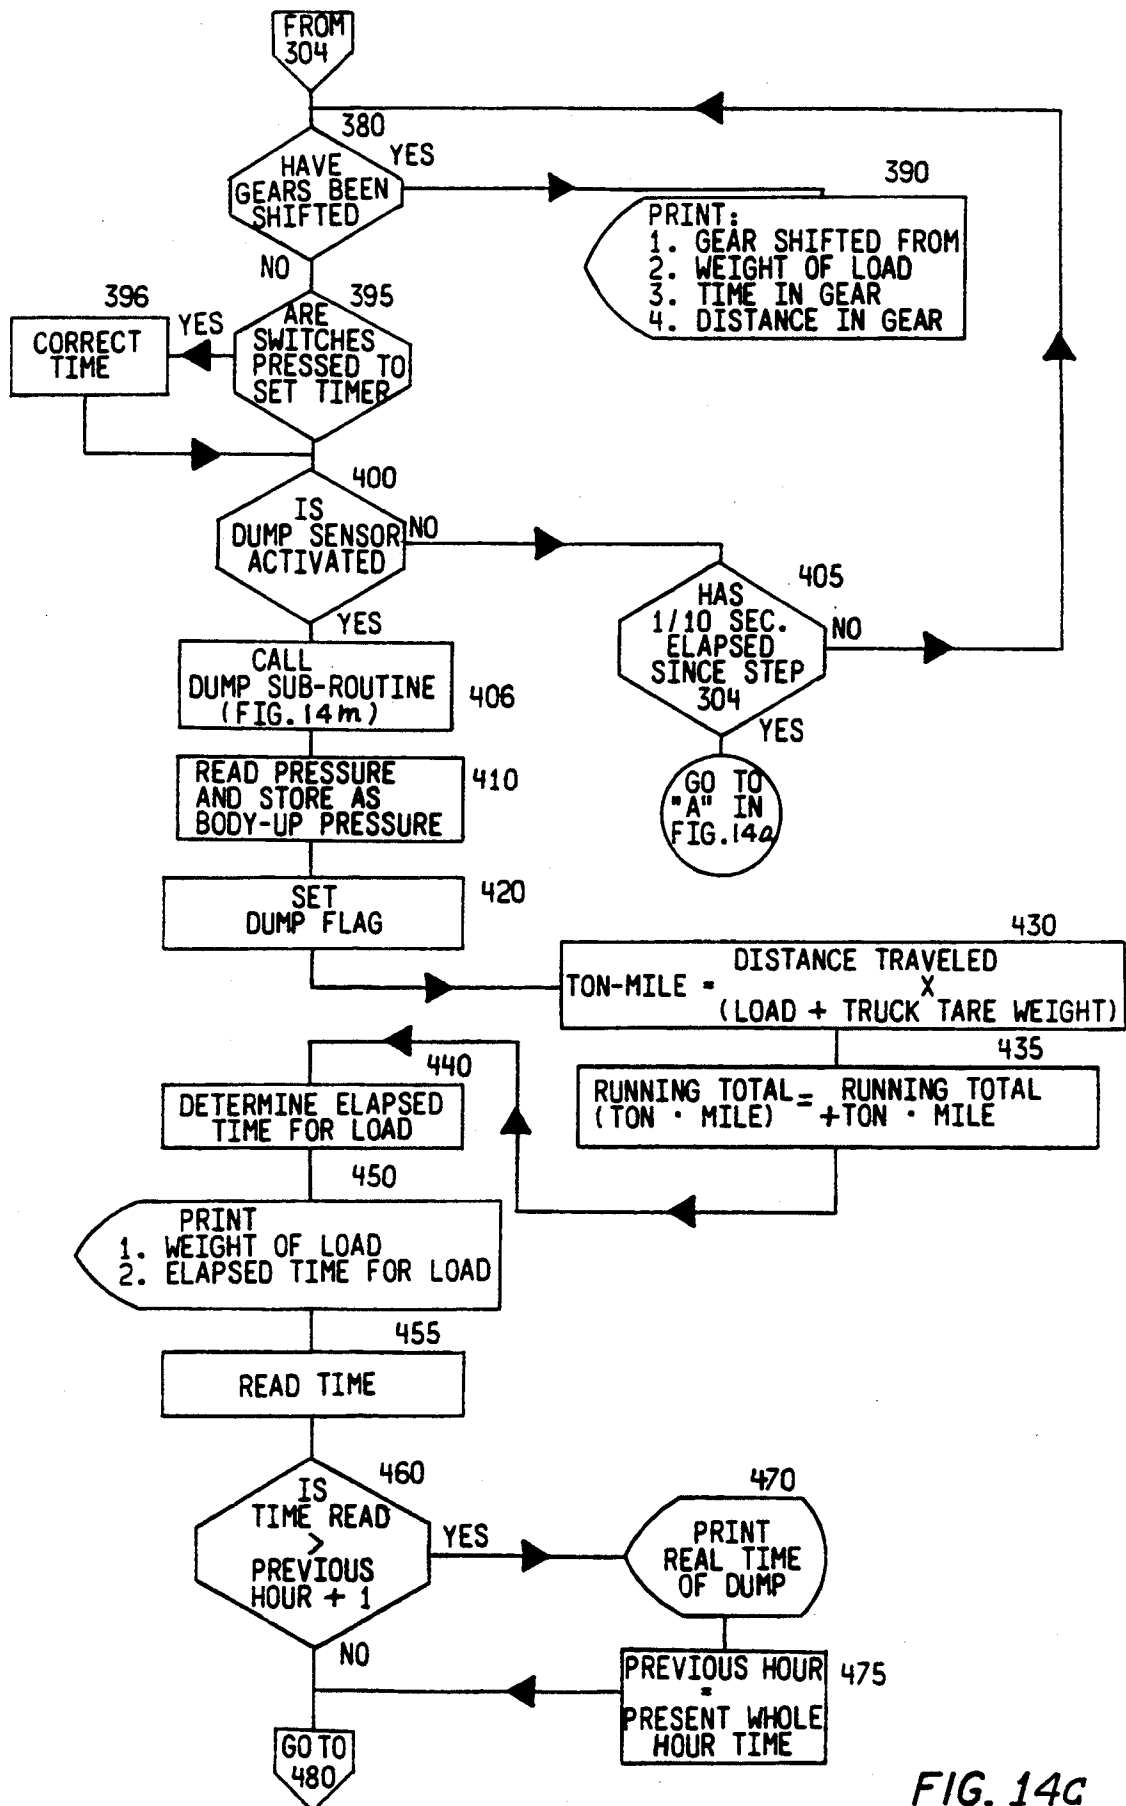 FROM
304
380
HAVE
GEARS BEEN
SHIFTED
YES
NO
390
PRINT:
1. GEAR SHIFTED FROM
2. WEIGHT OF LOAD
3. TIME IN GEAR
4. DISTANCE IN GEAR
395
ARE
SWITCHES
PRESSED TO
SET TIMER
YES
396
CORRECT
TIME
400
IS
DUMP SENSOR
ACTIVATED
NO
YES
405
HAS
1/10 SEC.
ELAPSED
SINCE STEP
304
NO
YES
GO TO
"A" IN
FIG.14a
CALL
DUMP SUB-ROUTINE
(FIG.14m)
406
READ PRESSURE
AND STORE AS
BODY-UP PRESSURE
410
SET
DUMP FLAG
420
430
DISTANCE TRAVELED
TON-MILE = X
(LOAD + TRUCK TARE WEIGHT)
435
RUNNING TOTAL = RUNNING TOTAL
(TON · MILE) +TON · MILE
440
DETERMINE ELAPSED
TIME FOR LOAD
450
PRINT
1. WEIGHT OF LOAD
2. ELAPSED TIME FOR LOAD
455
READ TIME
460
IS
TIME READ
>
PREVIOUS
HOUR + 1
YES
NO
470
PRINT
REAL TIME
OF DUMP
PREVIOUS HOUR
=
PRESENT WHOLE
HOUR TIME
475
GO TO
480
FIG. 14c